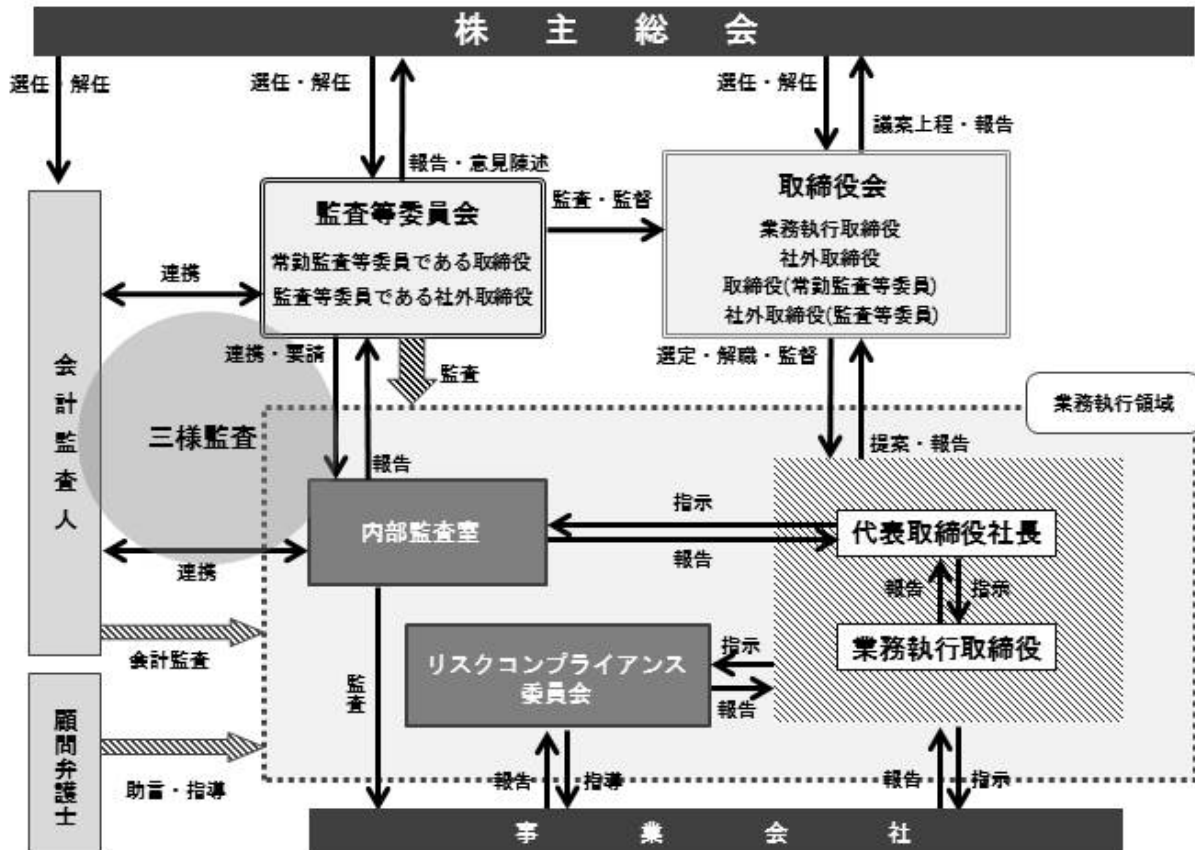 株主総会
選任・解任
選任・解任
選任・解任
議案上程・報告
報告・意見陳述
監査等委員会
常勤監査等委員である取締役
監査等委員である社外取締役
監査・監督
取締役会
業務執行取締役
社外取締役
取締役(常勤監査等委員)
社外取締役(監査等委員)
連携
連携・要請
監査
選定・解職・監督
業務執行領域
会計監査人
三様監査
報告
提案・報告
内部監査室
指示
報告
代表取締役社長
連携
報告
指示
会計監査
業務執行取締役
リスクコンプライアンス
委員会
指示
報告
監査
顧問弁護士
助言・指導
報告
指導
報告
指示
事業会社